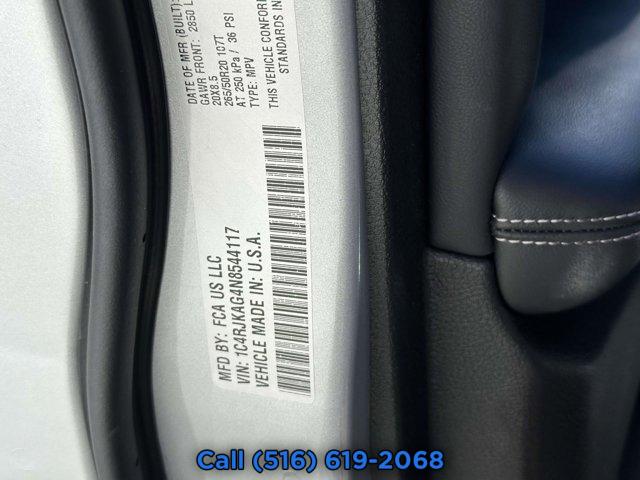 MFD BY: FCA US LLC
DATE OF MFR (BUILT):
GAWR FRONT: 2850 L
20X8.5
265/50R20 107T
AT 250 kPa / 36 PSI
TYPE: MPV
THIS VEHICLE CONFORM
STANDARDS IN
VIN: 1C4RJKAG4N8544117
VEHICLE MADE IN: U.S.A.
Call (516) 619-2068